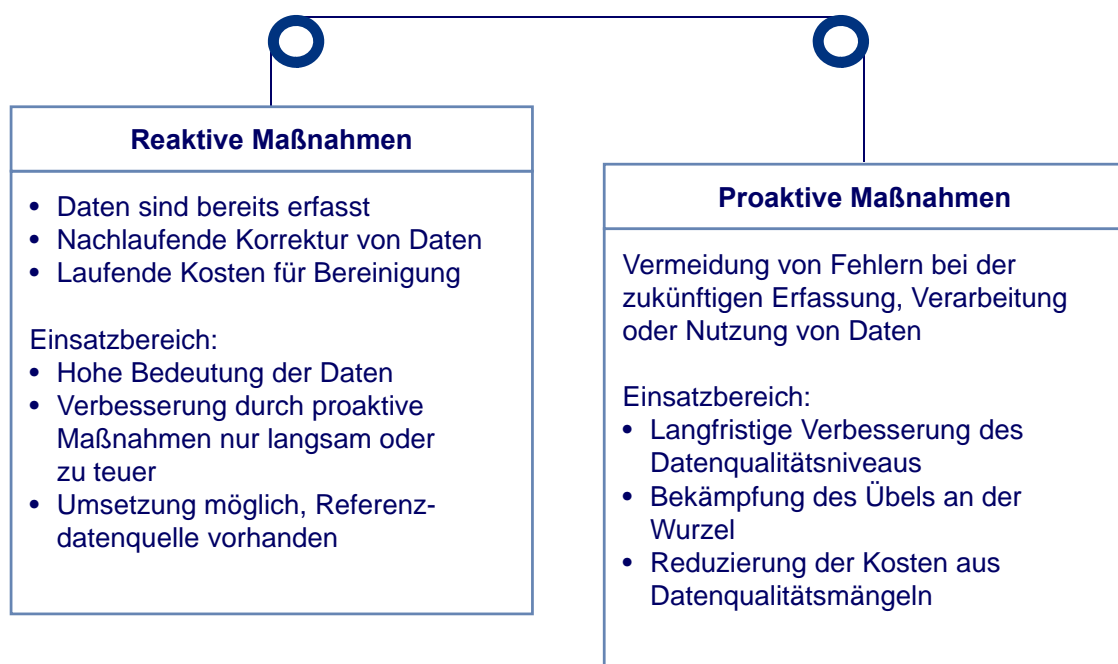 Reaktive Maßnahmen
• Daten sind bereits erfasst
• Nachlaufende Korrektur von Daten
• Laufende Kosten für Bereinigung
Einsatzbereich:
• Hohe Bedeutung der Daten
• Verbesserung durch proaktive
Maßnahmen nur langsam oder
zu teuer
• Umsetzung möglich, Referenz-
datenquelle vorhanden
Proaktive Maßnahmen
Vermeidung von Fehlern bei der
zukünftigen Erfassung, Verarbeitung
oder Nutzung von Daten
Einsatzbereich:
• Langfristige Verbesserung des
Datenqualitätsniveaus
• Bekämpfung des Übels an der
Wurzel
• Reduzierung der Kosten aus
Datenqualitätsmängeln